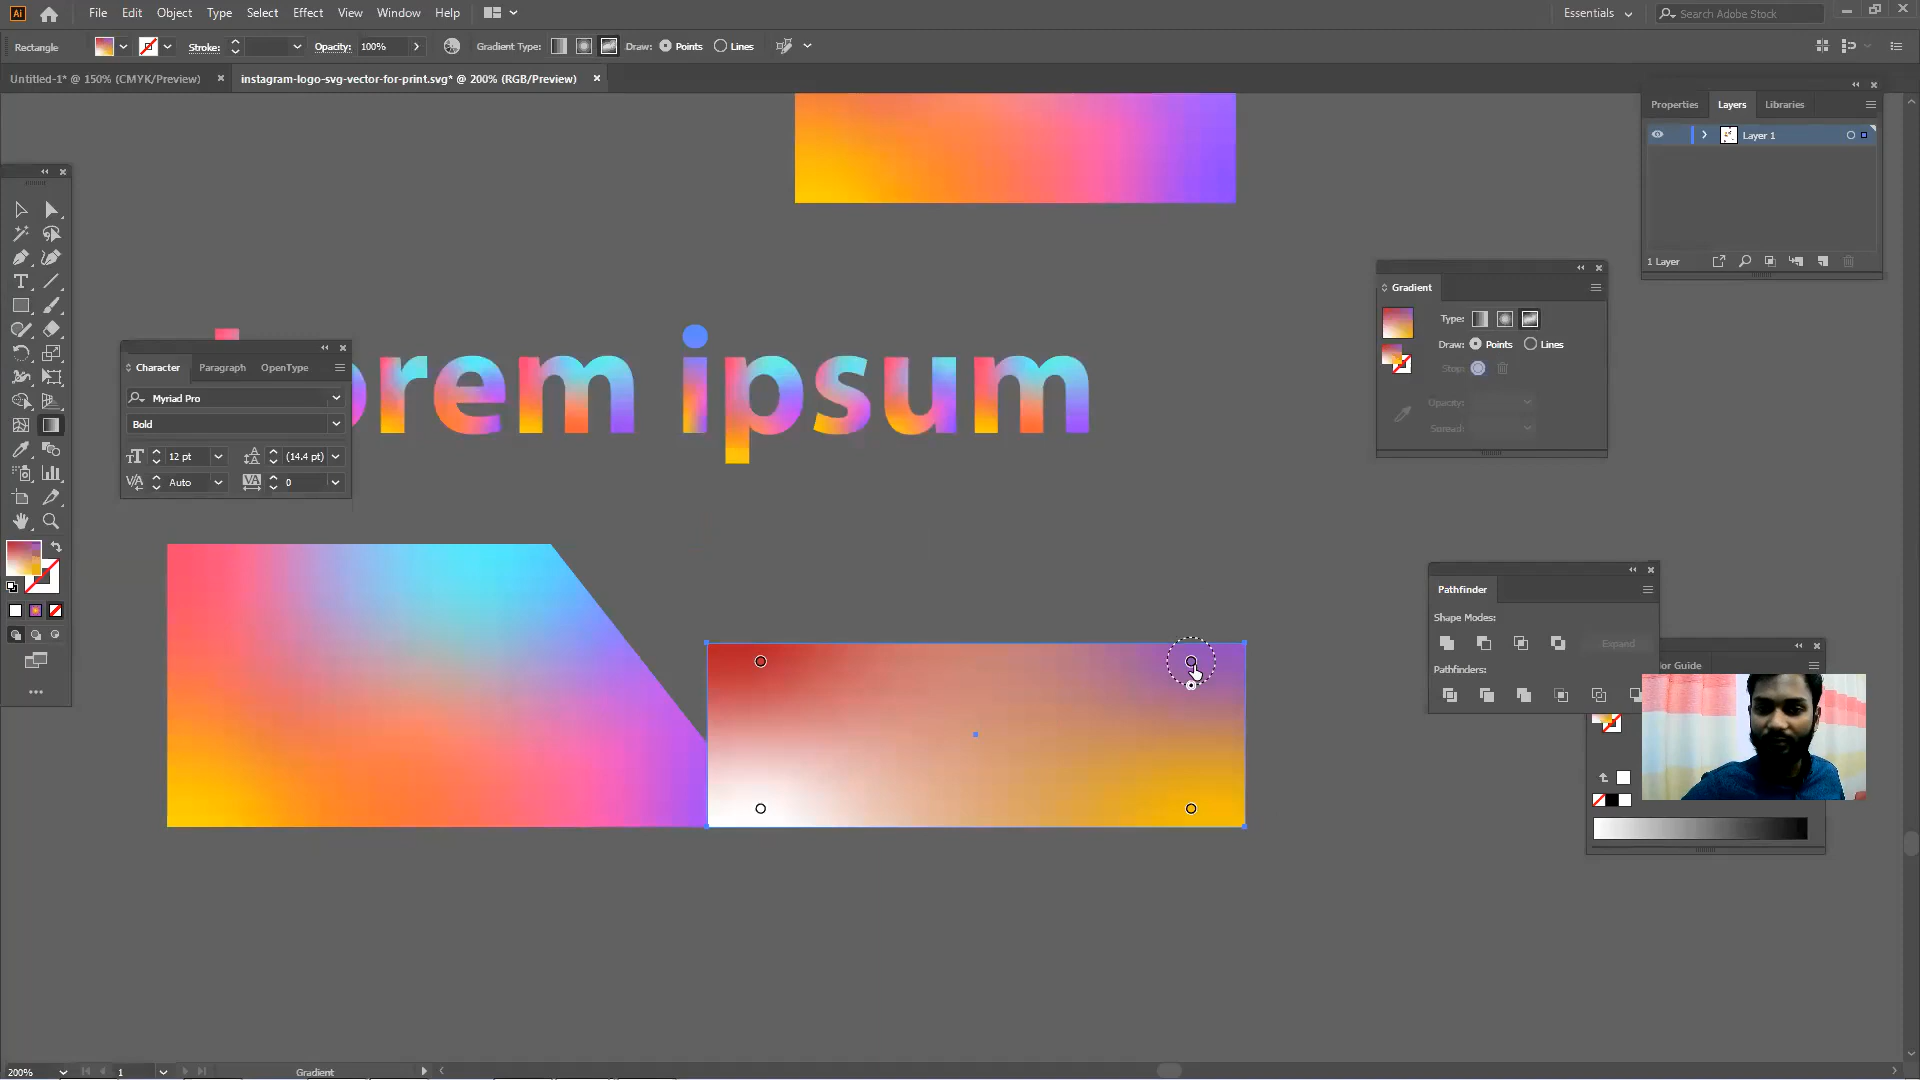 Ai File Edit Object Type Select Effect View Window Help Essentials Search Adobe Stock
Rectangle Stroke: Opacity: 100% Gradient Type: Draw: Points Lines
Untitled-1* @ 150% (CMYK/Preview) instagram-logo-svg-vector-for-print.svg* @ 200% (RGB/Preview)
Properties Layers Libraries
Layer 1
1 Layer
Gradient
Type:
Draw: Points Lines
Stop:
Opacity:
Spread:
orem ipsum
Character Paragraph OpenType
Myriad Pro
Bold
12 pt (14.4 pt)
Auto 0
Pathfinder
Shape Modes:
Expand
Pathfinders:
lor Guide
200% 1 Gradient